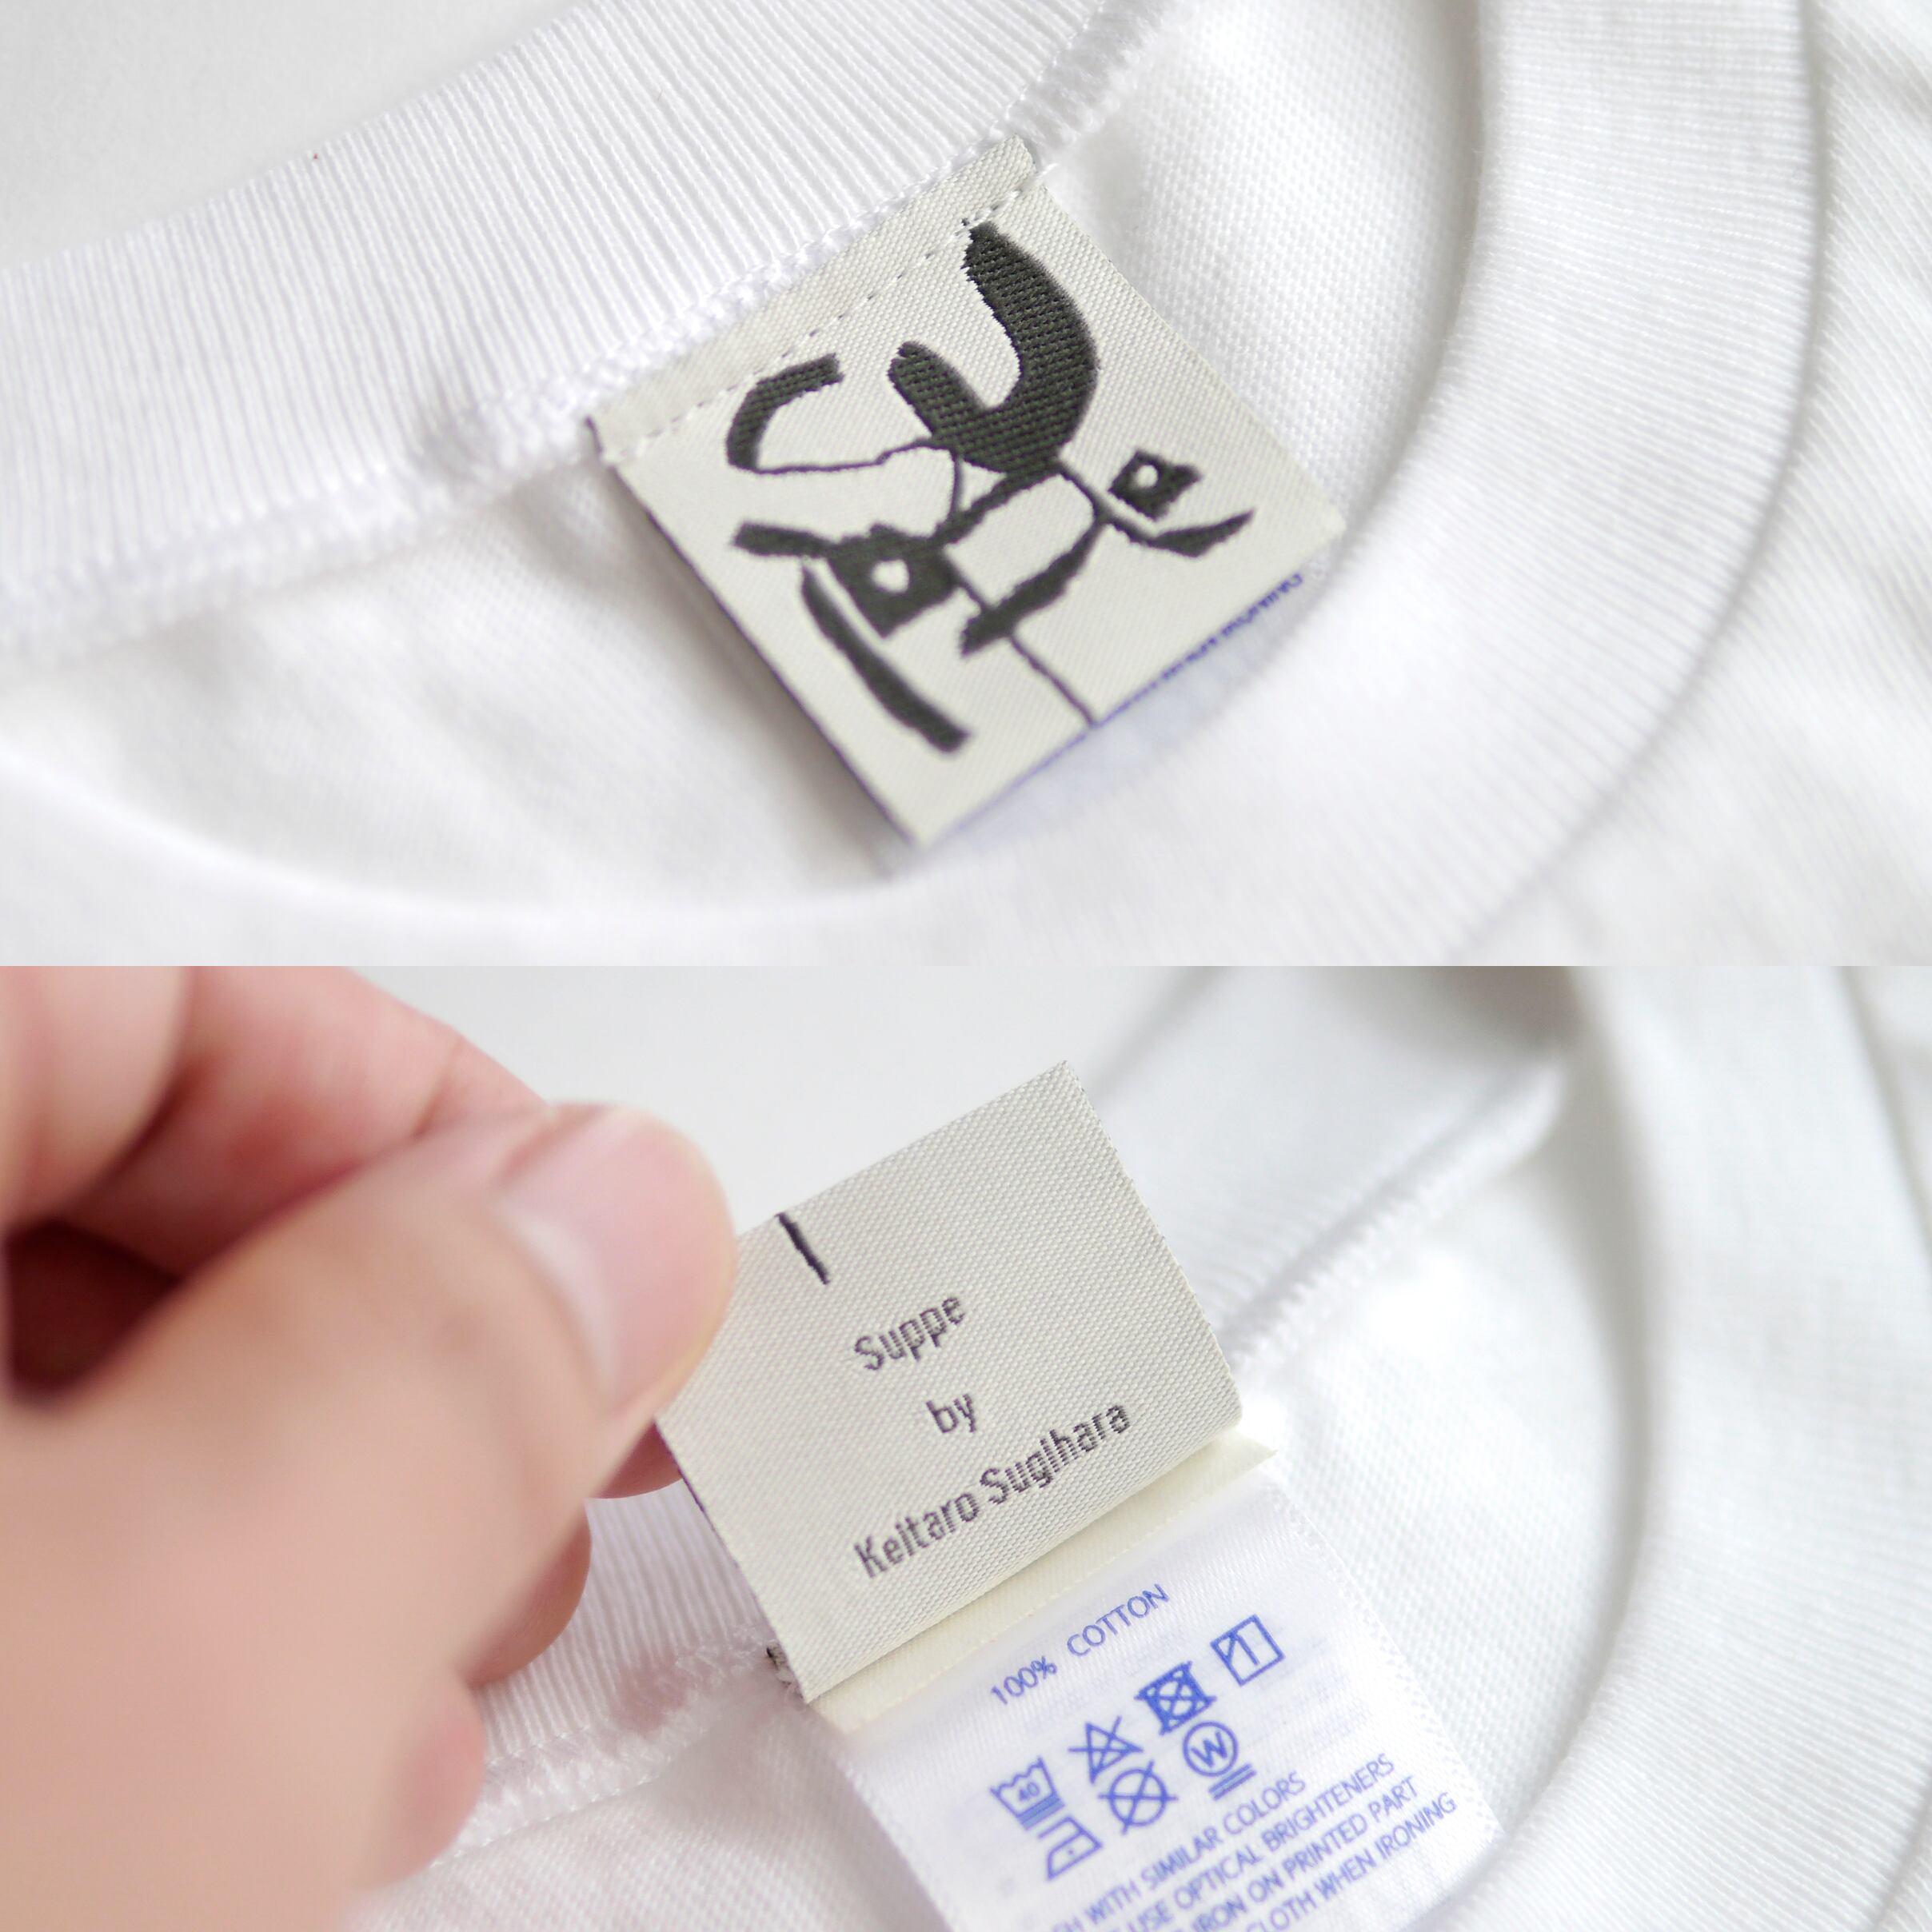 Suppe
by
Keitaro Sugihara
100% COTTON
40
W
WITH SIMILAR COLORS
USE OPTICAL BRIGHTENERS
IRON ON PRINTED PART
CLOTH WHEN IRONING